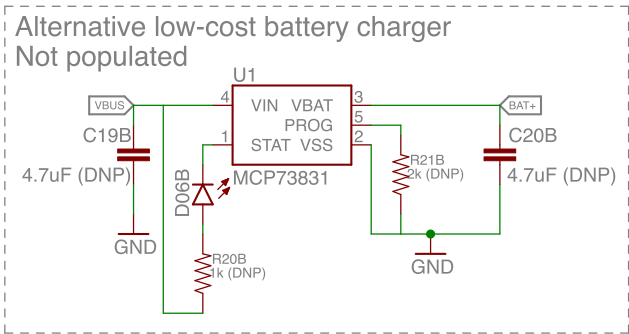 Alternative low-cost battery charger
Not populated
U1
VBUS
4
VIN VBAT
3
BAT+
PROG
5
1
STAT VSS
2
C19B
4.7uF (DNP)
D06B
MCP73831
R21B
2k (DNP)
C20B
4.7uF (DNP)
GND
R20B
1k (DNP)
GND